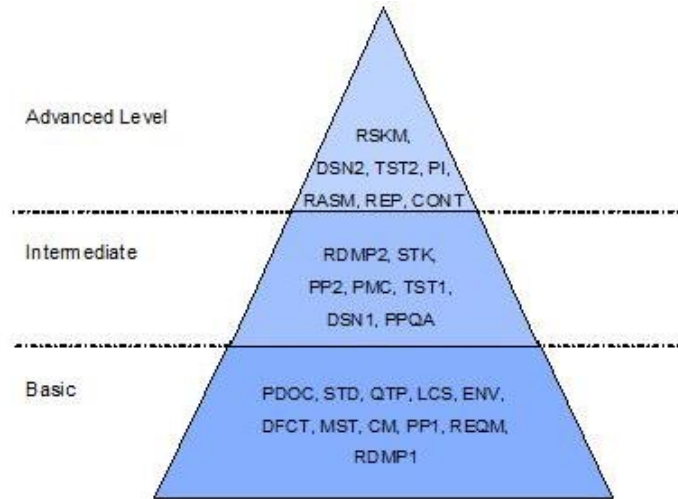 Advanced Level
RSKM,
DSN2, TST2, PI,
RASM, REP, CONT
Intermediate
RDMP2, STK,
PP2, PMC, TST1,
DSN1, PPQA
Basic
PDOC, STD, QTP, LCS, ENV,
DFCT, MST, CM, PP1, REQM,
RDMP1